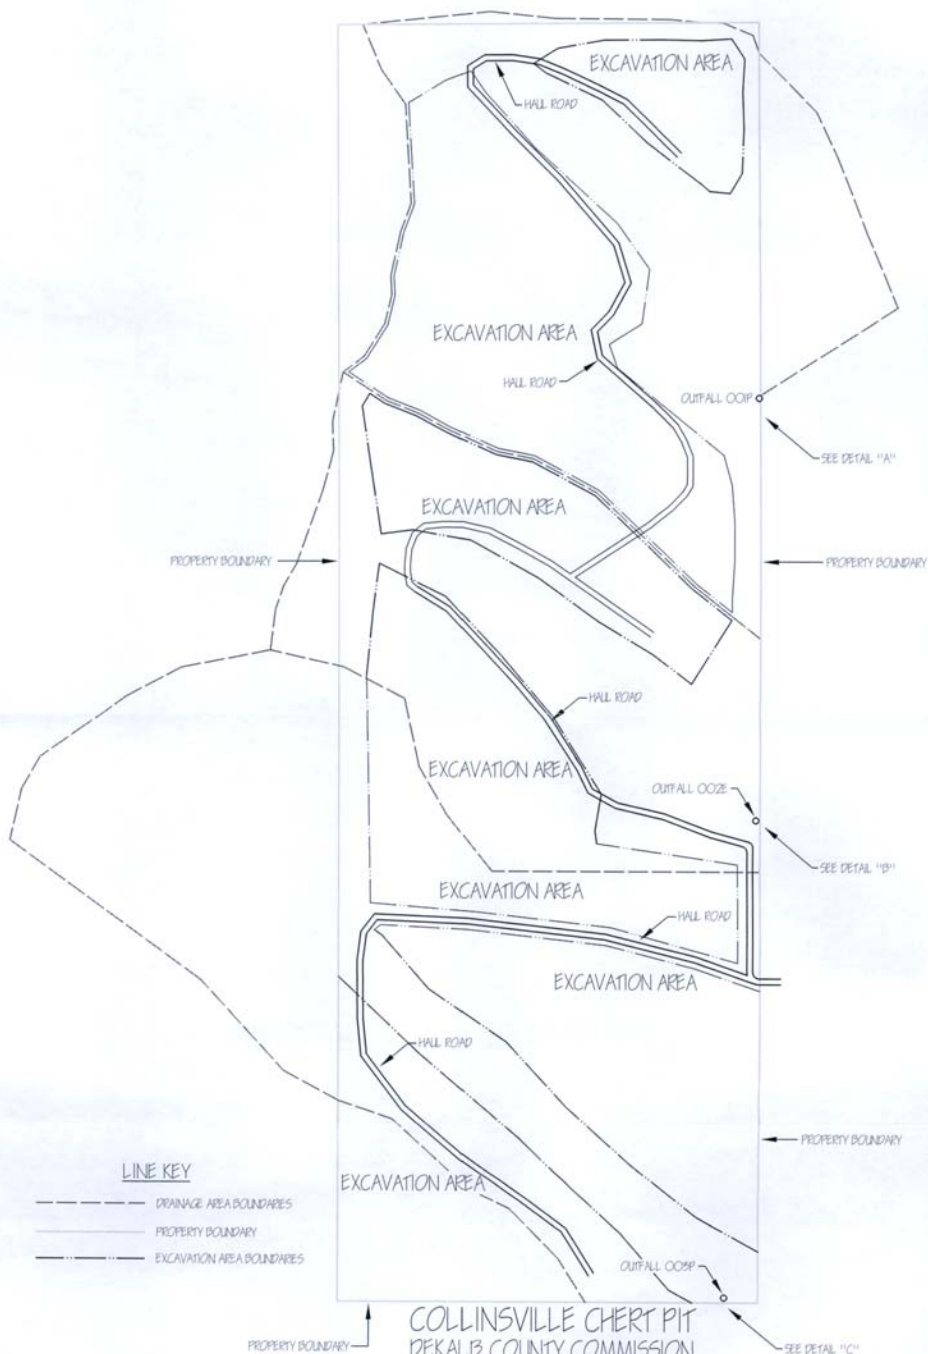 EXCAVATION AREA
HAUL ROAD
EXCAVATION AREA
HAUL ROAD
OUTFALL 001P
SEE DETAIL "A"
EXCAVATION AREA
PROPERTY BOUNDARY
PROPERTY BOUNDARY
HAUL ROAD
EXCAVATION AREA
OUTFALL 002E
SEE DETAIL "B"
EXCAVATION AREA
HAUL ROAD
EXCAVATION AREA
HAUL ROAD
PROPERTY BOUNDARY
LINE KEY
EXCAVATION AREA
DRAINAGE AREA BOUNDARIES
PROPERTY BOUNDARY
EXCAVATION AREA BOUNDARIES
OUTFALL 003P
COLLINSVILLE CHERT PIT
DEKALB COUNTY COMMISSION
PROPERTY BOUNDARY
SEE DETAIL "C"